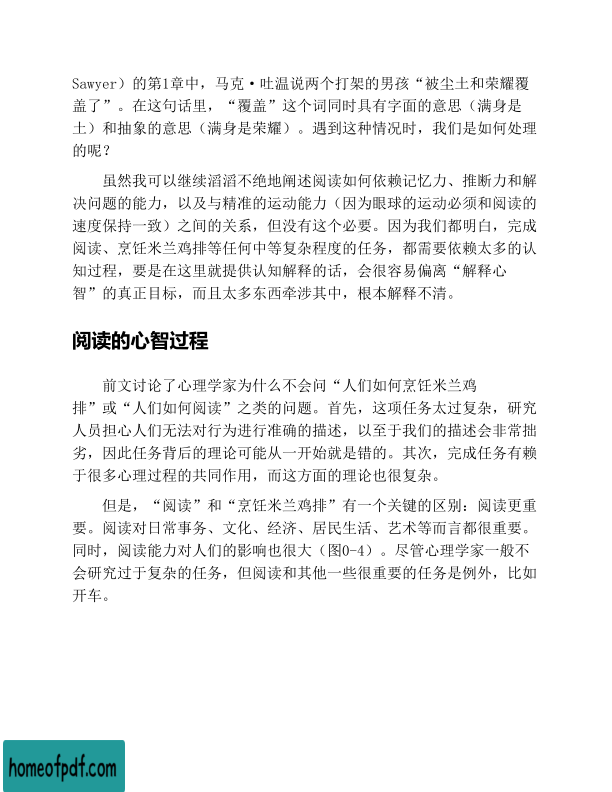 Sawyer）的第1章中，马克·吐温说两个打架的男孩“被尘土和荣耀覆
盖了”。在这句话里，“覆盖”这个词同时具有字面的意思（满身是
土）和抽象的意思（满身是荣耀）。遇到这种情况时，我们是如何处理
的呢？
虽然我可以继续滔滔不绝地阐述阅读如何依赖记忆力、推断力和解
决问题的能力，以及与精准的运动能力（因为眼球的运动必须和阅读的
速度保持一致）之间的关系，但没有这个必要。因为我们都明白，完成
阅读、烹饪米兰鸡排等任何中等复杂程度的任务，都需要依赖太多的认
知过程，要是在这里就提供认知解释的话，会很容易偏离“解释心
智”的真正目标，而且太多东西牵涉其中，根本解释不清。
阅读的心智过程
前文讨论了心理学家为什么不会问“人们如何烹饪米兰鸡
排”或“人们如何阅读”之类的问题。首先，这项任务太过复杂，研究
人员担心人们无法对行为进行准确的描述，以至于我们的描述会非常拙
劣，因此任务背后的理论可能从一开始就是错的。其次，完成任务有赖
于很多心理过程的共同作用，而这方面的理论也很复杂。
但是，“阅读”和“烹饪米兰鸡排”有一个关键的区别：阅读更重
要。阅读对日常事务、文化、经济、居民生活、艺术等而言都很重要。
同时，阅读能力对人们的影响也很大（图0-4）。尽管心理学家一般不
会研究过于复杂的任务，但阅读和其他一些很重要的任务是例外，比如
开车。
homeofpdf.com